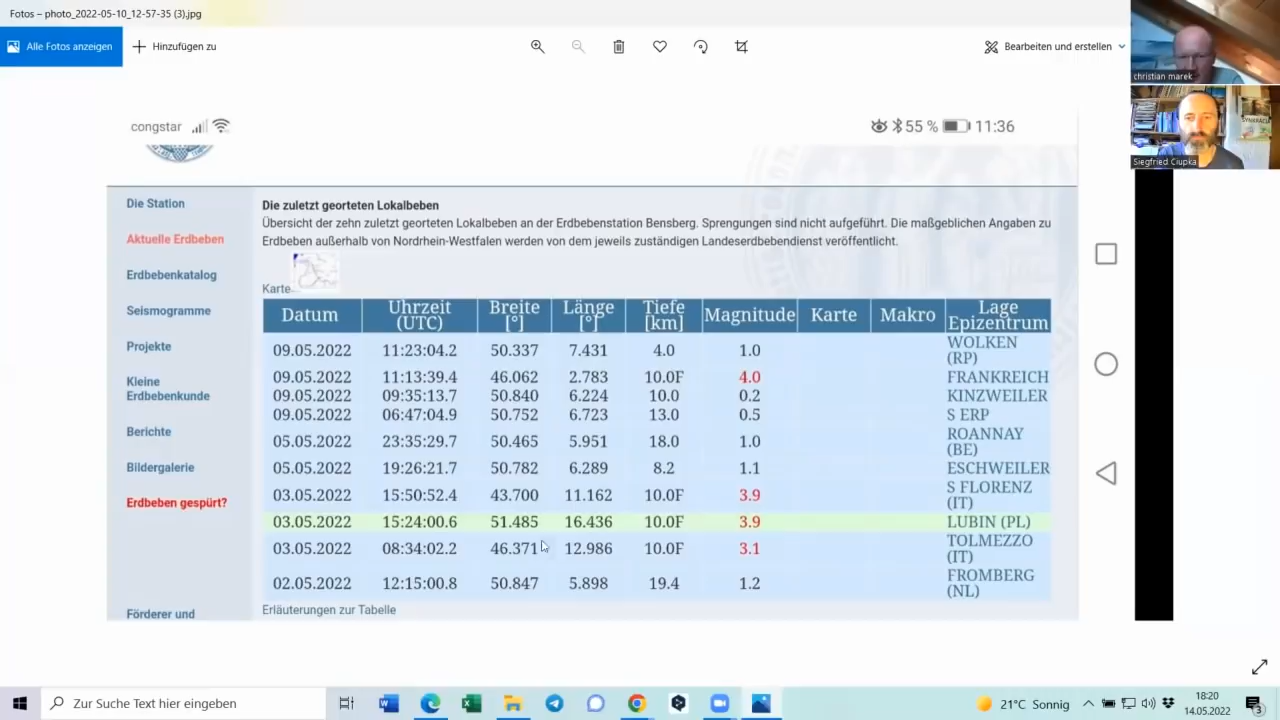 Fotos – photo_2022-05-10_12-57-35 (3).jpg
Alle Fotos anzeigen
Hinzufügen zu
Bearbeiten und erstellen
christian marek
Siegfried Ciupka
congstar
55 %
11:36
Die Station
Aktuelle Erdbeben
Erdbebenkatalog
Seismogramme
Projekte
Kleine
Erdbebenkunde
Berichte
Bildergalerie
Erdbeben gespürt?
Förderer und
Die zuletzt georteten Lokalbeben
Übersicht der zehn zuletzt georteten Lokalbeben an der Erdbebenstation Bensberg. Sprengungen sind nicht aufgeführt. Die maßgeblichen Angaben zu
Erdbeben außerhalb von Nordrhein-Westfalen werden von dem jeweils zuständigen Landeserdbebendienst veröffentlicht.
Karte
Datum Uhrzeit (UTC) Breite [°] Länge [°] Tiefe [km] Magnitude Karte Makro Lage Epizentrum
09.05.2022 11:23:04.2 50.337 7.431 4.0 1.0 WOLKEN (RP)
09.05.2022 11:13:39.4 46.062 2.783 10.0F 4.0 FRANKREICH
09.05.2022 09:35:13.7 50.840 6.224 10.0 0.2 KINZWEILER
09.05.2022 06:47:04.9 50.752 6.723 13.0 0.5 S ERP
05.05.2022 23:35:29.7 50.465 5.951 18.0 1.0 ROANNAY (BE)
05.05.2022 19:26:21.7 50.782 6.289 8.2 1.1 ESCHWEILER
03.05.2022 15:50:52.4 43.700 11.162 10.0F 3.9 S FLORENZ (IT)
03.05.2022 15:24:00.6 51.485 16.436 10.0F 3.9 LUBIN (PL)
03.05.2022 08:34:02.2 46.371 12.986 10.0F 3.1 TOLMEZZO (IT)
02.05.2022 12:15:00.8 50.847 5.898 19.4 1.2 FROMBERG (NL)
Erläuterungen zur Tabelle
Zur Suche Text hier eingeben
21°C Sonnig
18:20
14.05.2022
3